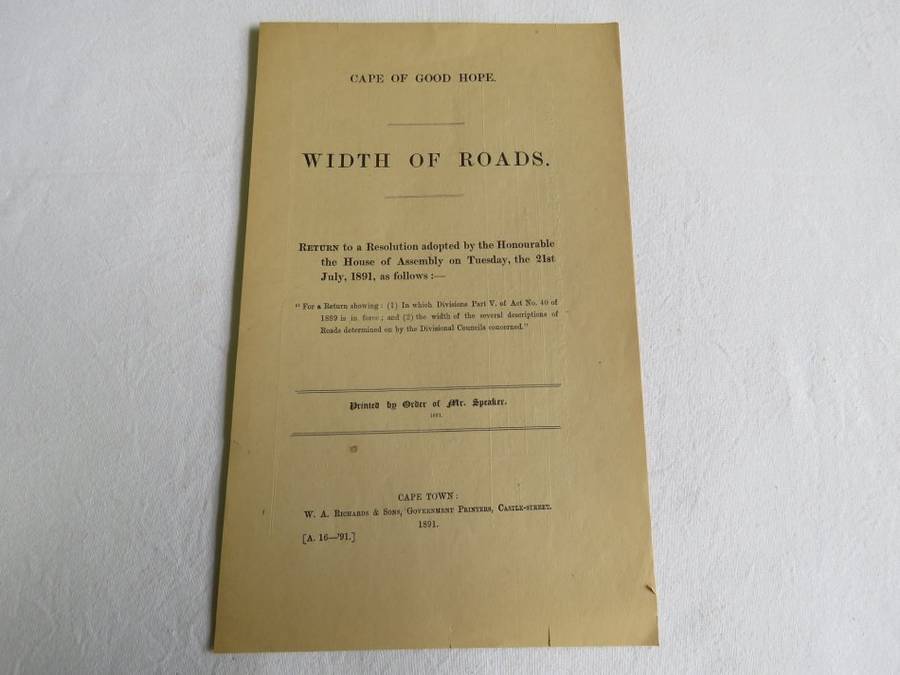 CAPE OF GOOD HOPE.
WIDTH OF ROADS.
RETURN to a Resolution adopted by the Honourable
the House of Assembly on Tuesday, the 21st
July, 1891, as follows :—
"For a Return showing: (1) In which Divisions Part V. of Act No. 40 of
1889 is in force; and (2) the width of the several descriptions of
Roads determined on by the Divisional Councils concerned."
Printed by Order of Mr. Speaker.
1891.
CAPE TOWN:
W. A. RICHARDS & SONS, GOVERNMENT PRINTERS, CASTLE-STREET.
1891.
[A. 16—'91.]